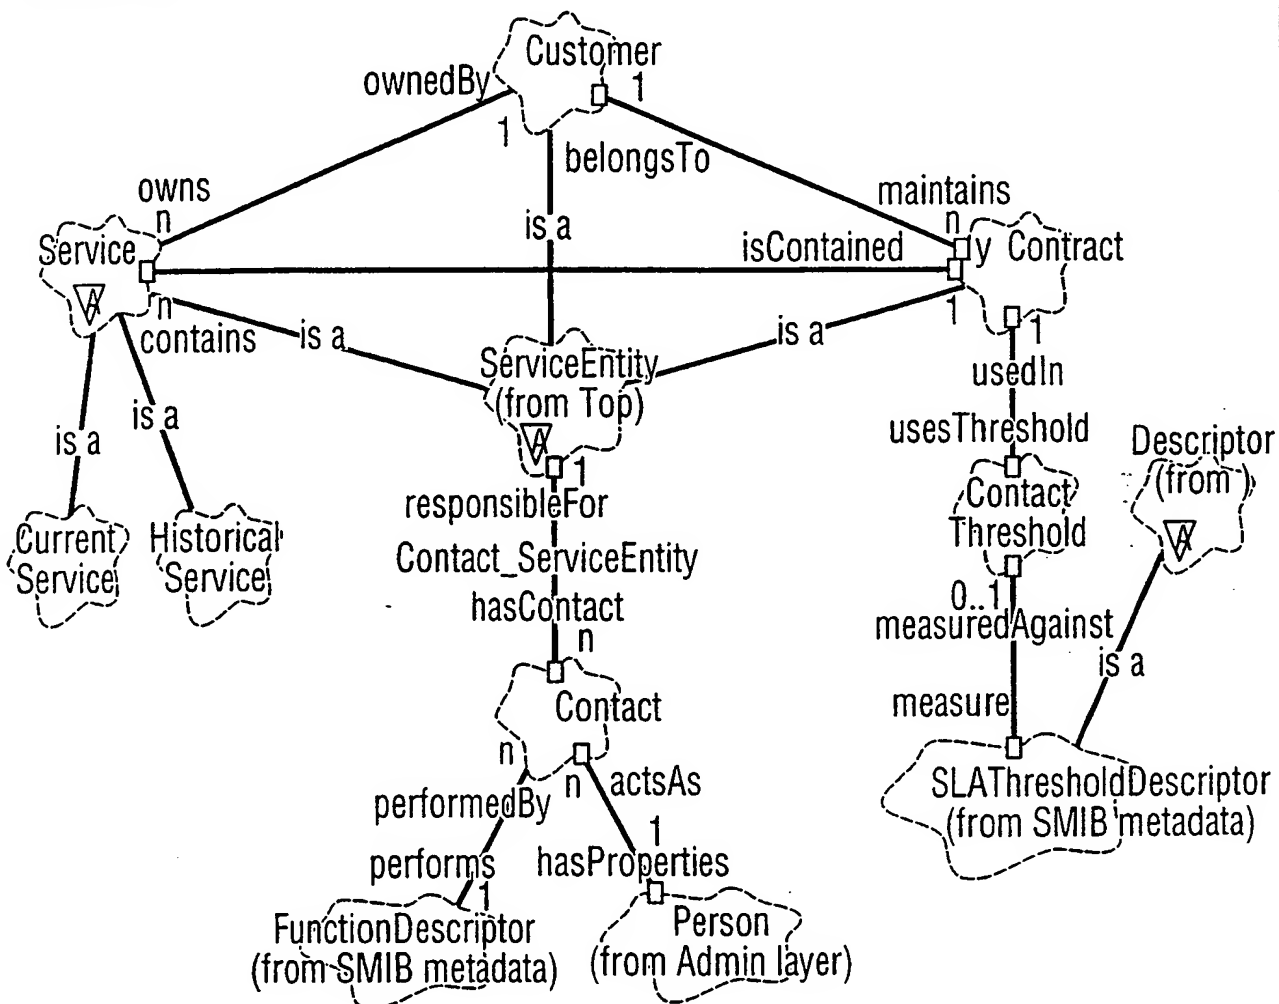 Customer
ownedBy
1
1
belongsTo
owns
n
maintains
n
is a
Service
isContained
y Contract
A
n
contains
is a
is a
1
1
ServiceEntity
(from Top)
A
usedIn
is a
is a
usesThreshold
Descriptor
(from )
A
1
responsibleFor
Contact
Threshold
Current
Service
Historical
Service
Contact_ServiceEntity
hasContact
n
0..1
measuredAgainst
is a
Contact
measure
n
n
actsAs
performedBy
SLAThresholdDescriptor
(from SMIB metadata)
1
performs
hasProperties
1
FunctionDescriptor
(from SMIB metadata)
Person
(from Admin layer)